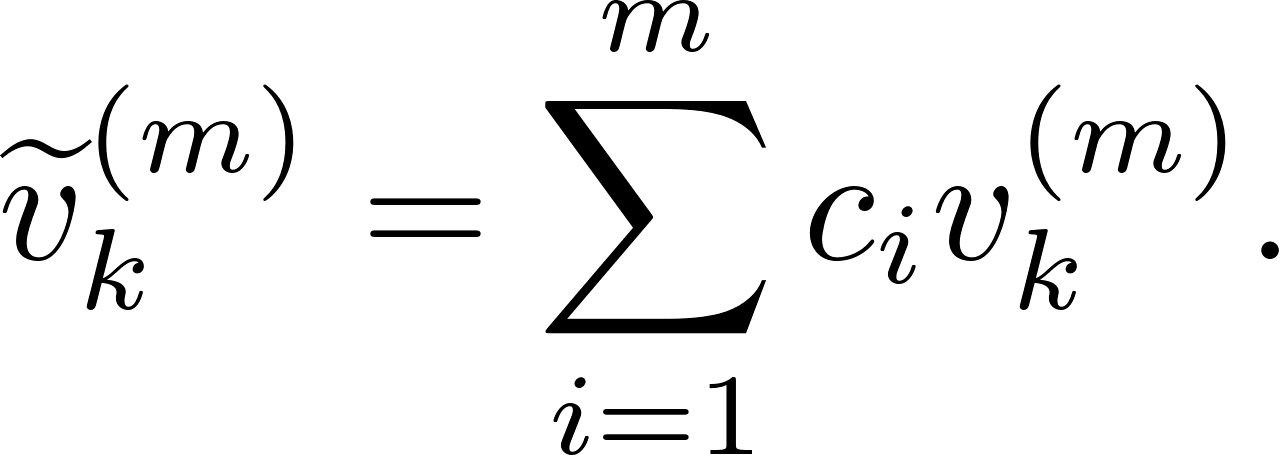 \widetilde{v}_k^{(m)} = \sum_{i=1}^{m} c_i v_k^{(m)}.